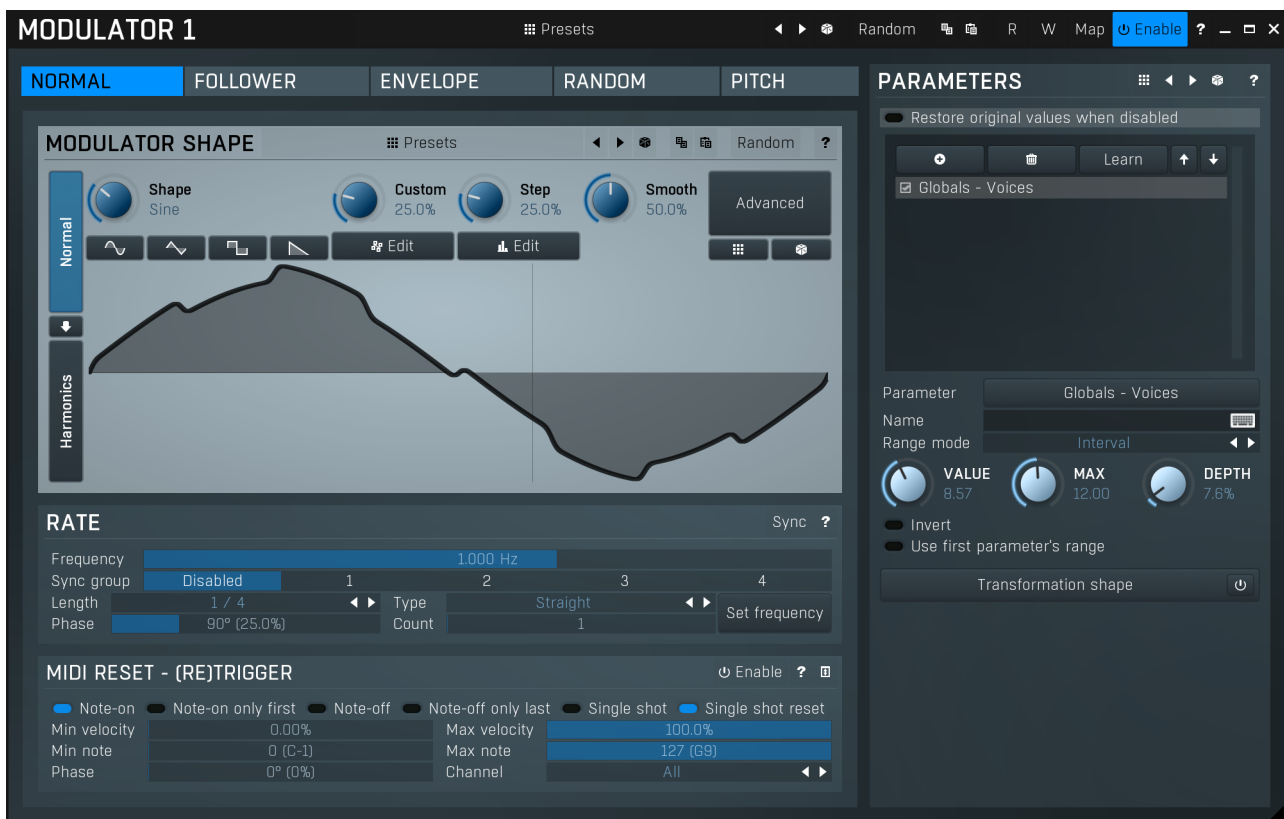 MODULATOR 1 Presets Random R W Map Enable ?
NORMAL FOLLOWER ENVELOPE RANDOM PITCH
MODULATOR SHAPE Presets Random ?
Normal
Harmonics
Shape Custom Step Smooth
Sine 25.0% 25.0% 50.0%
Advanced
Edit Edit
RATE Sync ?
Frequency 1.000 Hz
Sync group Disabled 1 2 3 4
Length 1 / 4 Type Straight
Set frequency
Phase 90° (25.0%) Count 1
MIDI RESET - (RE)TRIGGER Enable ?
Note-on Note-on only first Note-off Note-off only last Single shot Single shot reset
Min velocity 0.00% Max velocity 100.0%
Min note 0 (C-1) Max note 127 (G9)
Phase 0° (0%) Channel All
PARAMETERS ?
Restore original values when disabled
Learn
Globals - Voices
Parameter Globals - Voices
Name
Range mode Interval
VALUE MAX DEPTH
8.57 12.00 7.6%
Invert
Use first parameter's range
Transformation shape